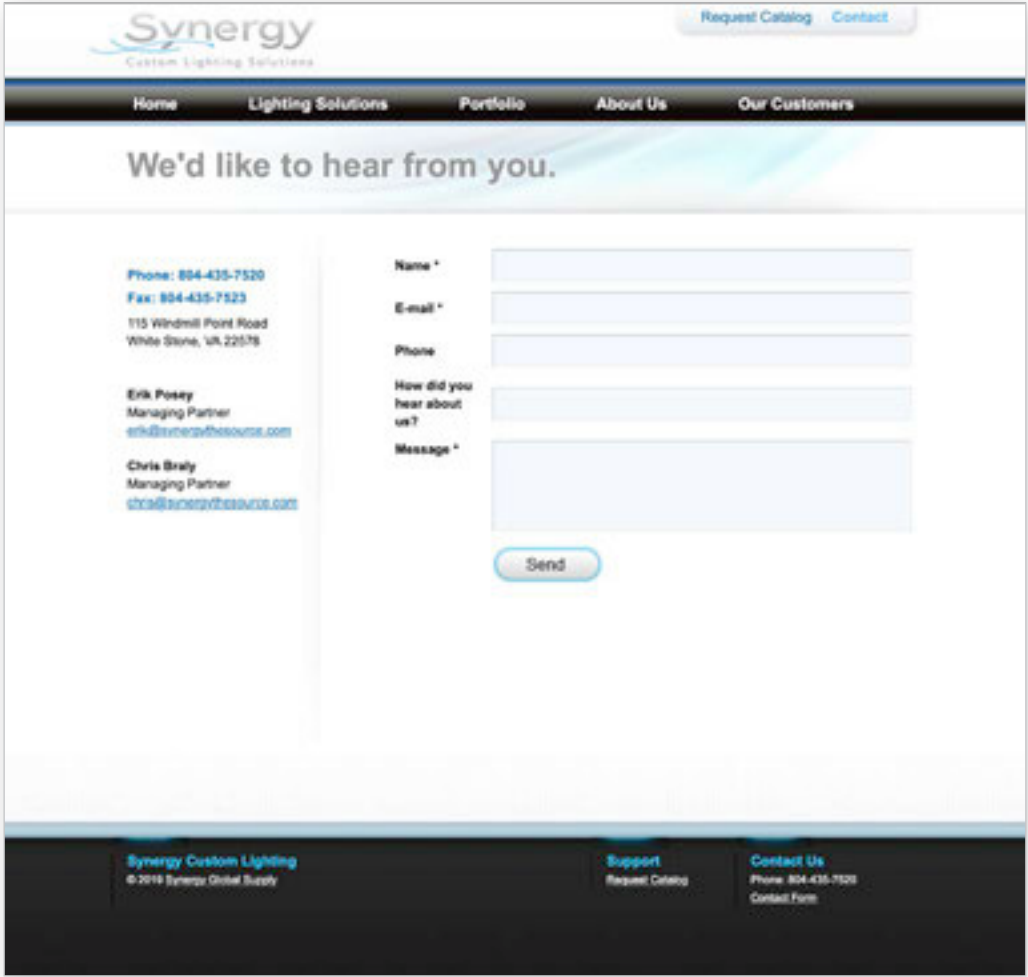 Synergy
Custom Lighting Solutions
Request Catalog Contact
Home Lighting Solutions Portfolio About Us Our Customers
We'd like to hear from you.
Phone: 804-435-7520
Fax: 804-435-7523
115 Windmill Point Road
White Stone, VA 22578
Erik Posey
Managing Partner
erik@synergythesource.com
Chris Braly
Managing Partner
chris@synergythesource.com
Name *
E-mail *
Phone
How did you
hear about
us?
Message *
Send
Synergy Custom Lighting
© 2010 Synergy Global Supply
Support
Request Catalog
Contact Us
Phone: 804-435-7520
Contact Form